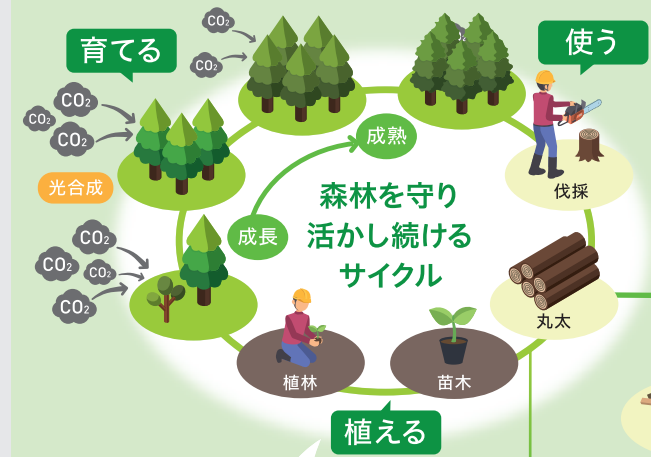 CO₂
育てる
CO₂
CO₂
CO₂
CO₂
光合成
CO₂
CO₂
CO₂
CO₂
使う
成熟
成長
森林を守り
活かし続ける
サイクル
伐採
丸太
植林
苗木
植える